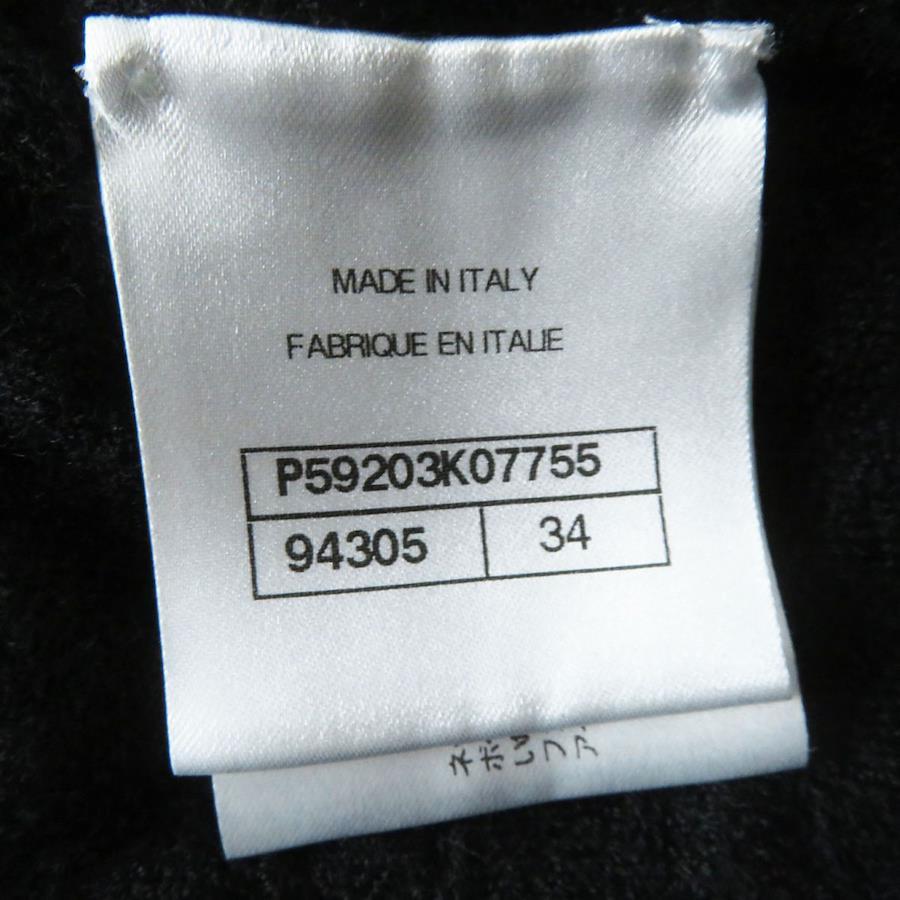 MADE IN ITALY
FABRIQUE EN ITALIE
P59203K07755
94305 34